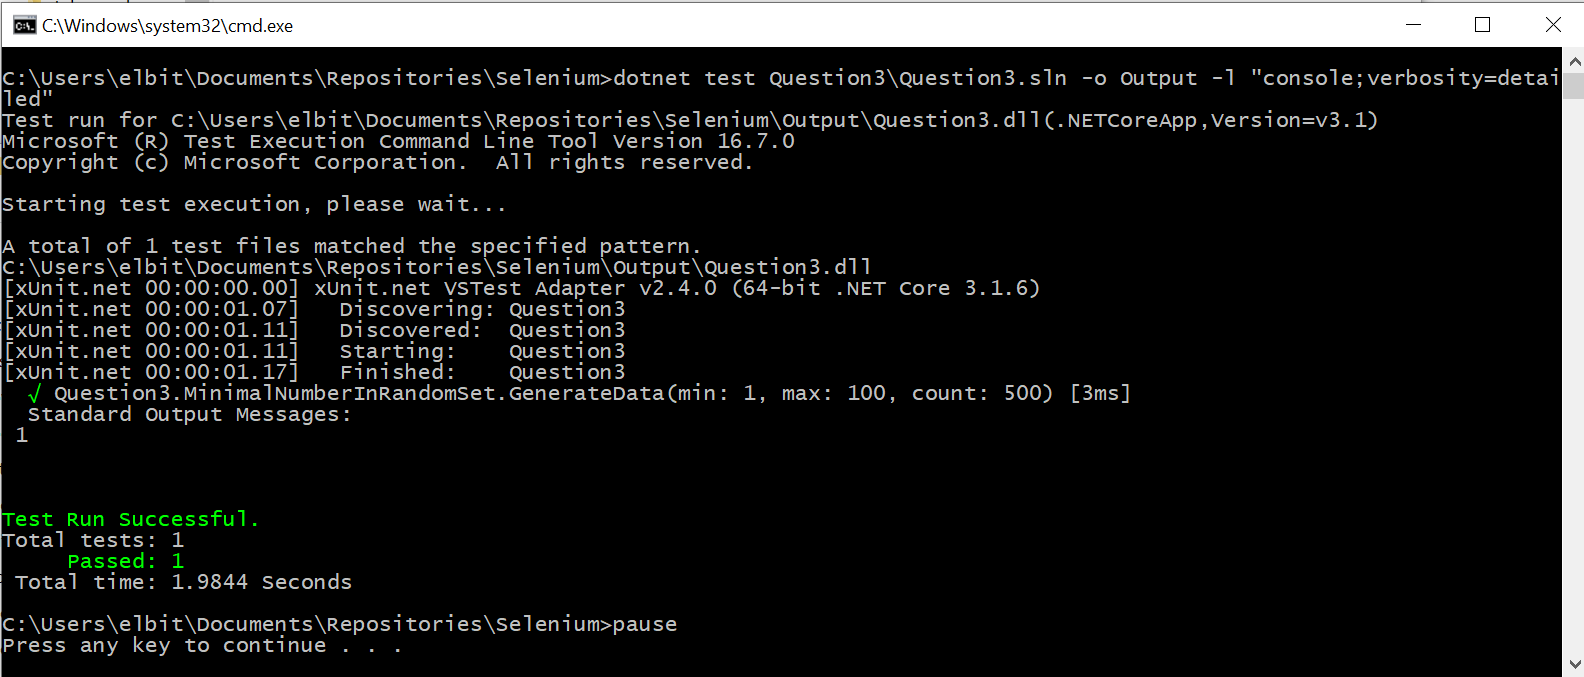 C:\Windows\system32\cmd.exe
C:\Users\elbit\Documents\Repositories\Selenium>dotnet test Question3\Question3.sln -o Output -l "console;verbosity=detai
led"
Test run for C:\Users\elbit\Documents\Repositories\Selenium\Output\Question3.dll(.NETCoreApp,Version=v3.1)
Microsoft (R) Test Execution Command Line Tool Version 16.7.0
Copyright (c) Microsoft Corporation.  All rights reserved.
Starting test execution, please wait...
A total of 1 test files matched the specified pattern.
C:\Users\elbit\Documents\Repositories\Selenium\Output\Question3.dll
[xUnit.net 00:00:00.00] xUnit.net VSTest Adapter v2.4.0 (64-bit .NET Core 3.1.6)
[xUnit.net 00:00:01.07]   Discovering: Question3
[xUnit.net 00:00:01.11]   Discovered:  Question3
[xUnit.net 00:00:01.11]   Starting:    Question3
[xUnit.net 00:00:01.17]   Finished:    Question3
  √ Question3.MinimalNumberInRandomSet.GenerateData(min: 1, max: 100, count: 500) [3ms]
  Standard Output Messages:
 1
Test Run Successful.
Total tests: 1
     Passed: 1
 Total time: 1.9844 Seconds
C:\Users\elbit\Documents\Repositories\Selenium>pause
Press any key to continue . . .